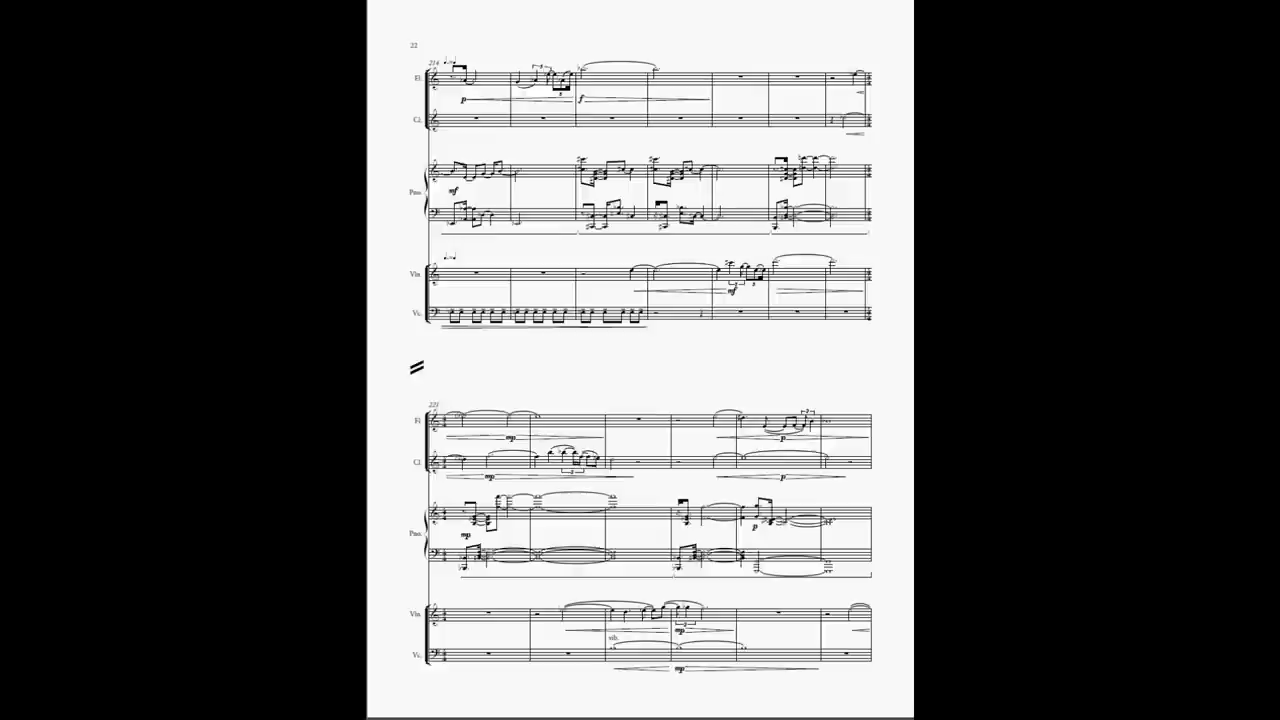 22
214
Fl.
p
f
Cl.
Pno.
mf
Vln.
mf
Vc.
221
Fl.
mp
p
Cl.
mp
p
Pno.
mp
p
Vln.
mp
vib.
Vc.
mp